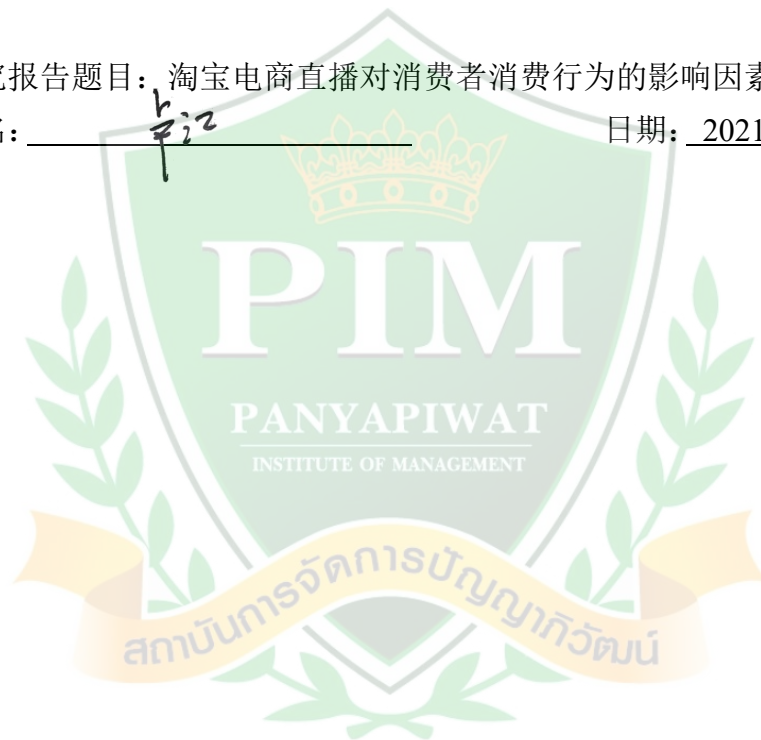 究报告题目：淘宝电商直播对消费者消费行为的影响因素
名： 日期： 2021
PIM
PANYAPIWAT
INSTITUTE OF MANAGEMENT
สถาบันการจัดการปัญญาภิวัฒน์